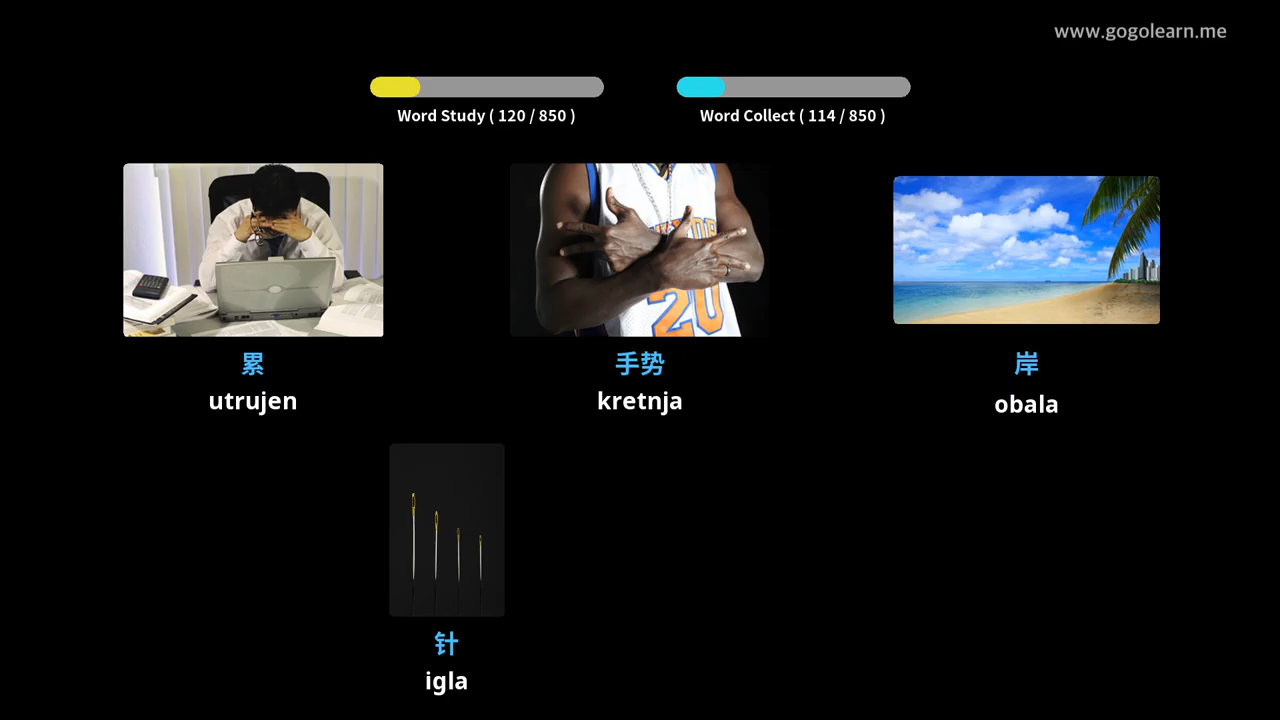 www.gogolearn.me
Word Study ( 120 / 850 )
Word Collect ( 114 / 850 )
20
累
utrujen
手势
kretnja
岸
obala
针
igla